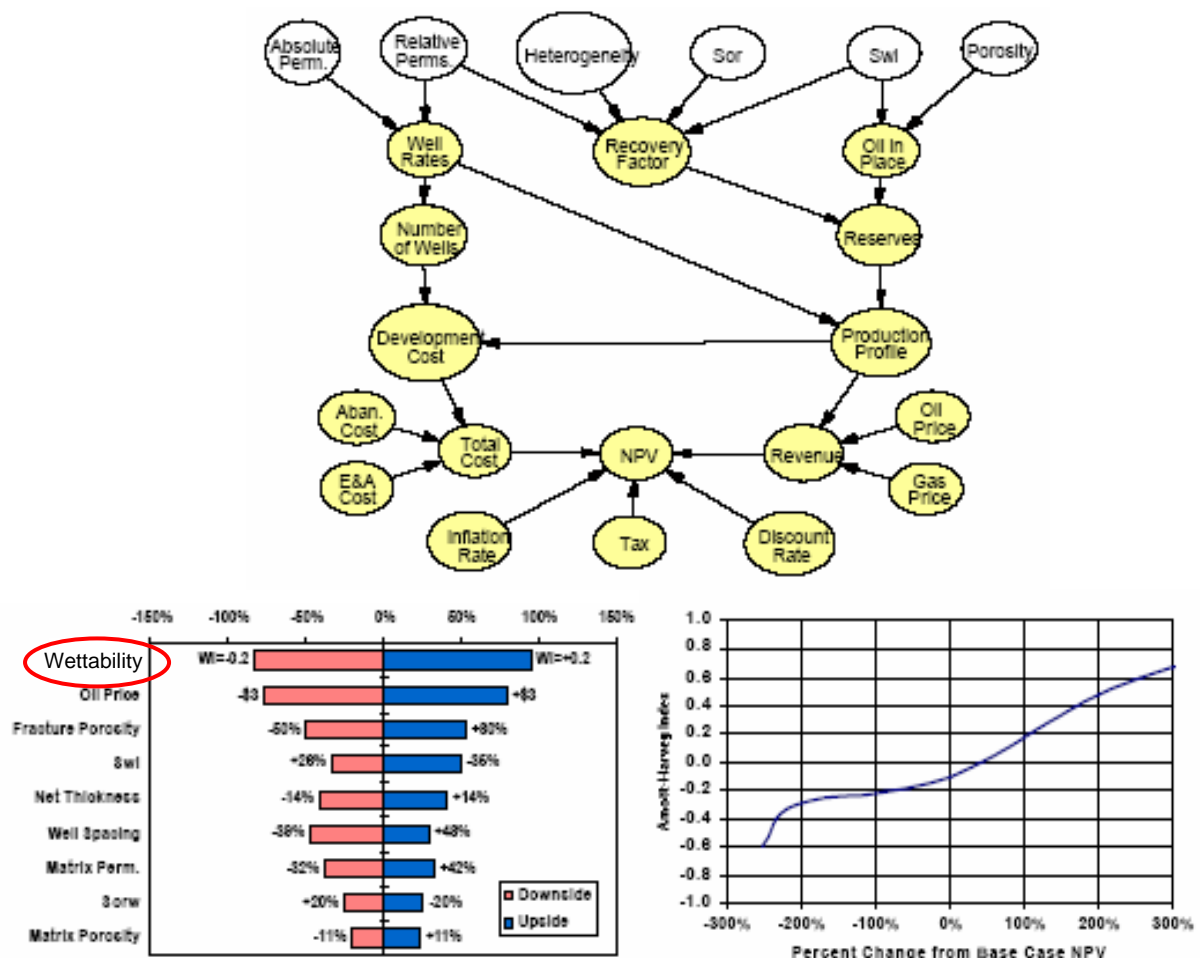 Absolute
Perm.
Relative
Perms.
Heterogeneity
Sor
Swi
Porosity
Well
Rates
Recovery
Factor
Oil In
Place
Number
of Wells
Reserves
Development
Cost
Production
Profile
Aban.
Cost
Total
Cost
NPV
Revenue
Oil
Price
E&A
Cost
Gas
Price
Inflation
Rate
Tax
Discount
Rate
-150% -100% -50% 0% 50% 100% 150%
Wettability WI=-0.2 WI=+0.2
Oil Price -$3 +$3
Fracture Porosity -50% +80%
Swi +26% -35%
Net Thickness -14% +14%
Well Spacing -39% +48%
Matrix Perm. -32% +42%
Sorw +20% -20%
Matrix Porosity -11% +11%
Downside
Upside
1.0
0.8
0.6
0.4
0.2
0.0
-0.2
-0.4
-0.6
-0.8
-1.0
Amott-Harvey Index
-300% -200% -100% 0% 100% 200% 300%
Percent Change from Base Case NPV